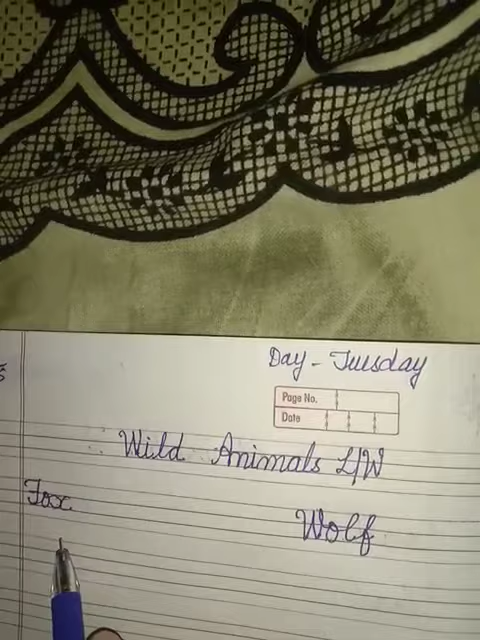 Day - Tuesday
Page No.
Date
Wild Animals L/W
Fox
Wolf